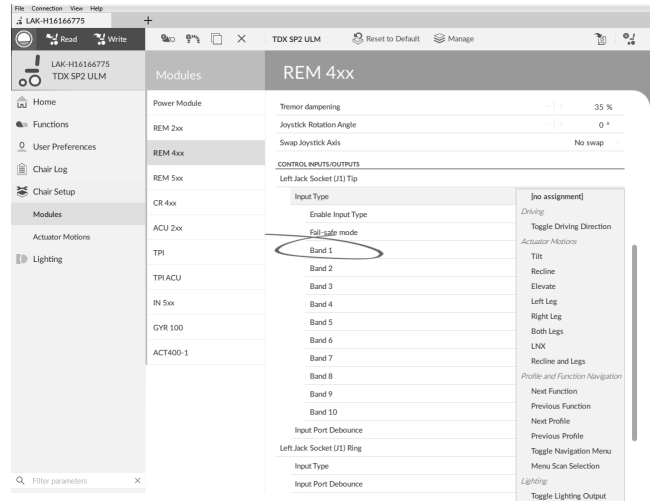 File Connection View Help
LAK-H16166775 +
Read Write
TDX SP2 ULM Reset to Default Manage
LAK-H16166775
TDX SP2 ULM
Modules
REM 4xx
Home
Functions
User Preferences
Chair Log
Chair Setup
Modules
Actuator Motions
Lighting
Filter parameters
Power Module
REM 2xx
REM 4xx
REM 5xx
CR 4xx
ACU 2xx
TPI
TPI ACU
IN 5xx
GYR 100
ACT400-1
Tremor dampening 35 %
Joystick Rotation Angle 0 °
Swap Joystick Axis No swap
CONTROL INPUTS/OUTPUTS
Left Jack Socket (J1) Tip
Input Type
Enable Input Type
Fail-safe mode
Band 1
Band 2
Band 3
Band 4
Band 5
Band 6
Band 7
Band 8
Band 9
Band 10
Input Port Debounce
Left Jack Socket (J1) Ring
Input Type
Input Port Debounce
[no assignment]
Driving
Toggle Driving Direction
Actuator Motions
Tilt
Recline
Elevate
Left Leg
Right Leg
Both Legs
LNX
Recline and Legs
Profile and Function Navigation
Next Function
Previous Function
Next Profile
Previous Profile
Toggle Navigation Menu
Menu Scan Selection
Lighting
Toggle Lighting Output